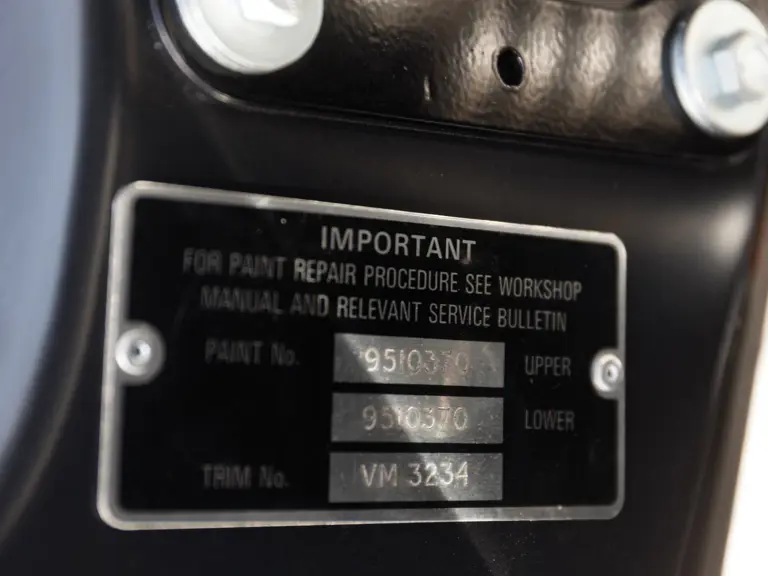 IMPORTANT
FOR PAINT REPAIR PROCEDURE SEE WORKSHOP
MANUAL AND RELEVANT SERVICE BULLETIN
PAINT No. 9510370 UPPER
9510370 LOWER
TRIM No. VM 3234